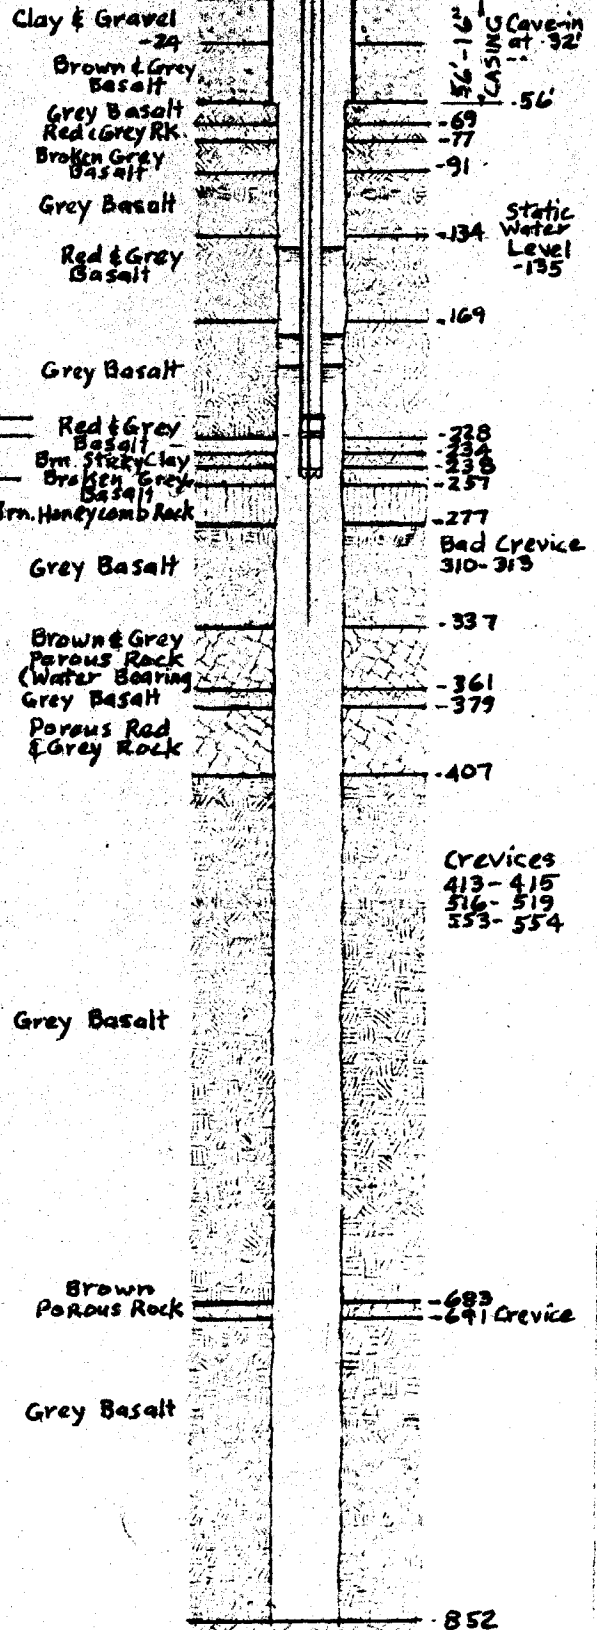 Clay & Gravel
-24
Brown & Grey
Basalt
Grey Basalt
Red & Grey RK.
Broken Grey
Basalt
Grey Basalt
Red & Grey
Basalt
Grey Basalt
Red & Grey
Basalt
Brn. Sticky Clay
Broken Grey
Basalt
Brn. Honeycomb Rock
Grey Basalt
Brown & Grey
Porous Rock
(Water Bearing
Grey Basalt
Porous Red
& Grey Rock
Grey Basalt
Brown
Porous Rock
Grey Basalt
56'-16"
CASING
Cave-in
at 32'
-56'
-69
-77
-91
-134
Static
Water
Level
-135
-169
-228
-234
-238
-257
-277
Bad Crevice
310-313
-337
-361
-379
-407
Crevices
413-415
516-519
553-554
-683
-691 Crevice
-852